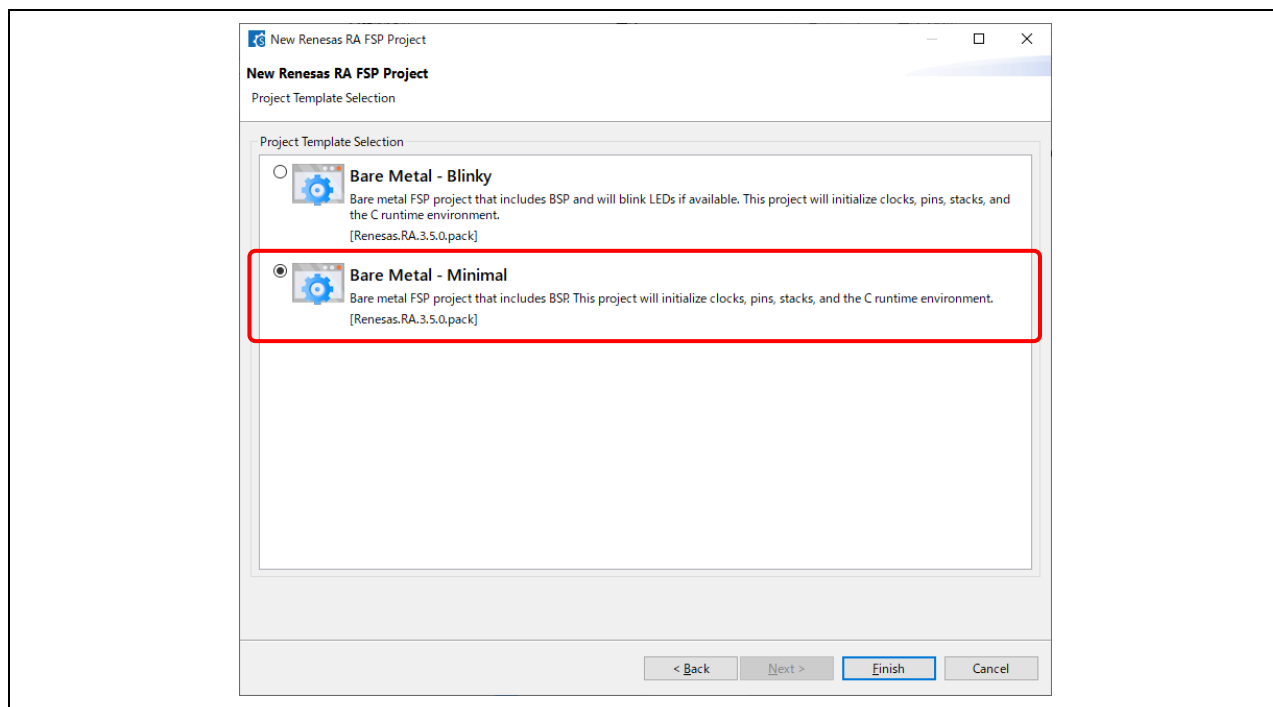 New Renesas RA FSP Project
New Renesas RA FSP Project
Project Template Selection
Project Template Selection
Bare Metal - Blinky
Bare metal FSP project that includes BSP and will blink LEDs if available. This project will initialize clocks, pins, stacks, and
the C runtime environment.
[Renesas.RA.3.5.0.pack]
Bare Metal - Minimal
Bare metal FSP project that includes BSP. This project will initialize clocks, pins, stacks, and the C runtime environment.
[Renesas.RA.3.5.0.pack]
< Back Next > Finish Cancel